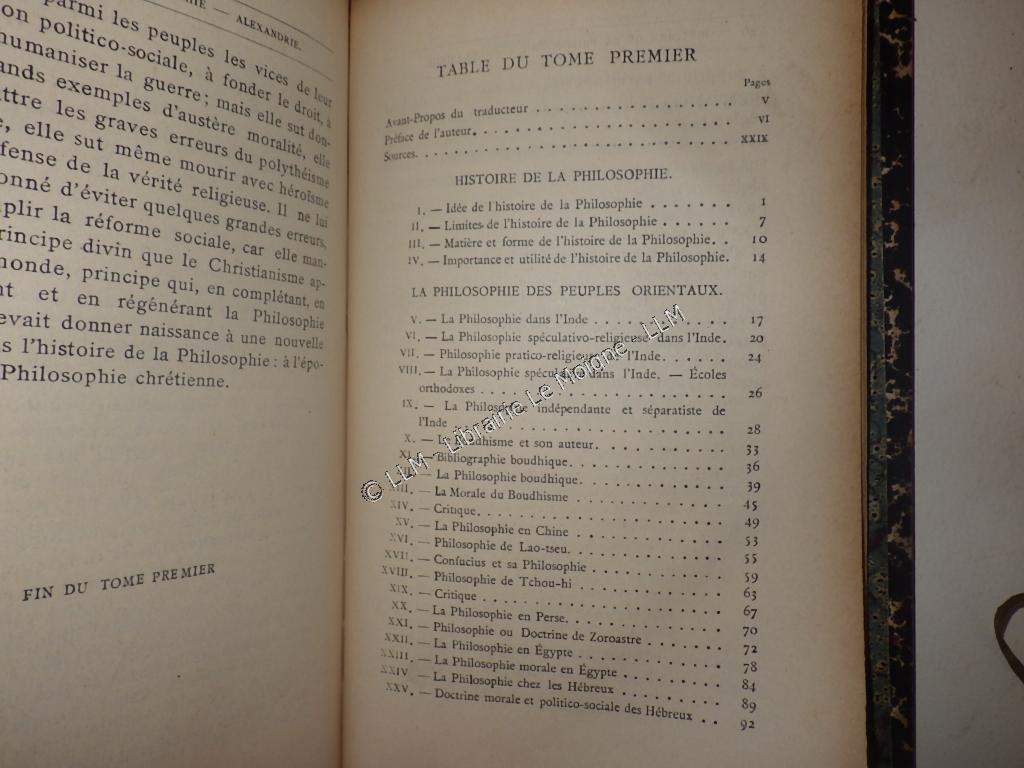 IE — ALEXANDRIE.
parmi les peuples les vices de leur
on politico-sociale, à fonder le droit, à
humaniser la guerre; mais elle sut don-
ands exemples d'austère moralité, elle
attre les graves erreurs du polythéisme
e, elle sut même mourir avec héroïsme
éfense de la vérité religieuse. Il ne lui
onné d'éviter quelques grandes erreurs,
mplir la réforme sociale, car elle man-
rincipe divin que le Christianisme ap-
monde, principe qui, en complétant, en
nt et en régénérant la Philosophie
evait donner naissance à une nouvelle
s l'histoire de la Philosophie: à l'épo-
Philosophie chrétienne.
FIN DU TOME PREMIER
TABLE DU TOME PREMIER
Pages
Avant-Propos du traducteur . . . . . . . . . . . . . V
Préface de l'auteur. . . . . . . . . . . . . . . . VI
Sources. . . . . . . . . . . . . . . . . . . . XXIX
HISTOIRE DE LA PHILOSOPHIE.
I. — Idée de l'histoire de la Philosophie . . . . . . . 1
II. — Limites de l'histoire de la Philosophie . . . . . . 7
III. — Matière et forme de l'histoire de la Philosophie. . 10
IV. — Importance et utilité de l'histoire de la Philosophie. 14
LA PHILOSOPHIE DES PEUPLES ORIENTAUX.
V. — La Philosophie dans l'Inde . . . . . . . . . . 17
VI. — La Philosophie spéculativo-religieuse dans l'Inde. 20
VII. — Philosophie pratico-religieuse de l'Inde. . . . . 24
VIII. — La Philosophie spéculative dans l'Inde. — Écoles
orthodoxes . . . . . . . . . . . . . . . . . 26
IX. — La Philosophie indépendante et séparatiste de
l'Inde . . . . . . . . . . . . . . . . . . . 28
X. — Le Boudhisme et son auteur. . . . . . . . . 33
XI. — Bibliographie boudhique. . . . . . . . . . . 36
XII. — La Philosophie boudhique. . . . . . . . . . 39
XIII. — La Morale du Boudhisme . . . . . . . . . . 45
XIV. — Critique. . . . . . . . . . . . . . . . . 49
XV. — La Philosophie en Chine . . . . . . . . . . 53
XVI. — Philosophie de Lao-tseu. . . . . . . . . . . 55
XVII. — Confucius et sa Philosophie . . . . . . . . . 59
XVIII. — Philosophie de Tchou-hi . . . . . . . . . . 63
XIX. — Critique . . . . . . . . . . . . . . . . . 67
XX. — La Philosophie en Perse. . . . . . . . . . . 70
XXI. — Philosophie ou Doctrine de Zoroastre . . . . . 72
XXII. — La Philosophie en Égypte . . . . . . . . . . 78
XXIII. — La Philosophie morale en Égypte . . . . . . . 84
XXIV — La Philosophie chez les Hébreux . . . . . . . 89
XXV. — Doctrine morale et politico-sociale des Hébreux . . 92
© LLM - Librairie Le Moigne - LLM